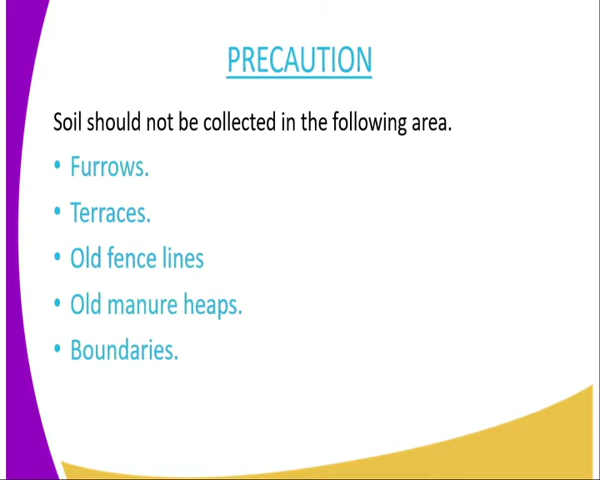 PRECAUTION
Soil should not be collected in the following area.
• Furrows.
• Terraces.
• Old fence lines
• Old manure heaps.
• Boundaries.